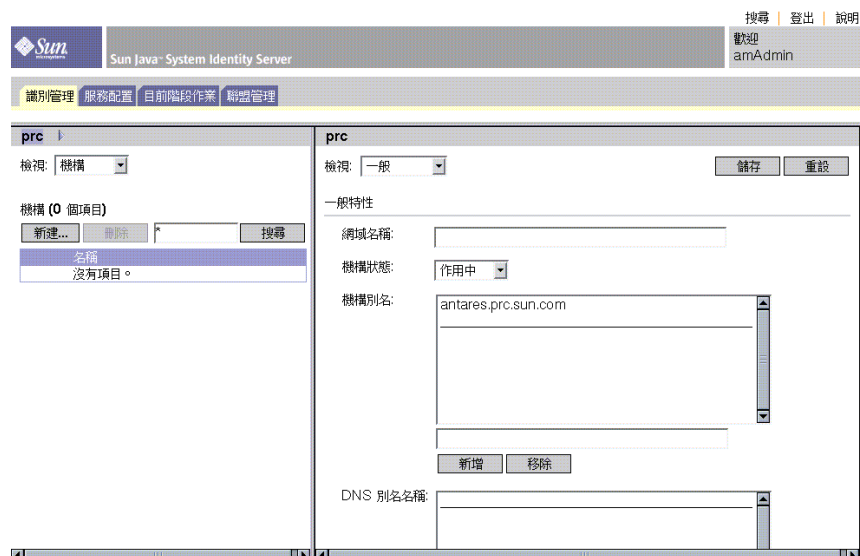 搜尋 登出 說明
Sun
microsystems
Sun Java™ System Identity Server
歡迎
amAdmin
識別管理 服務配置 目前階段作業 聯盟管理
prc
檢視: 機構
機構 (0 個項目)
新建... 刪除 * 搜尋
名稱
沒有項目。
prc
檢視: 一般 儲存 重設
一般特性
網域名稱:
機構狀態: 作用中
機構別名: antares.prc.sun.com
新增 移除
DNS 別名名稱: